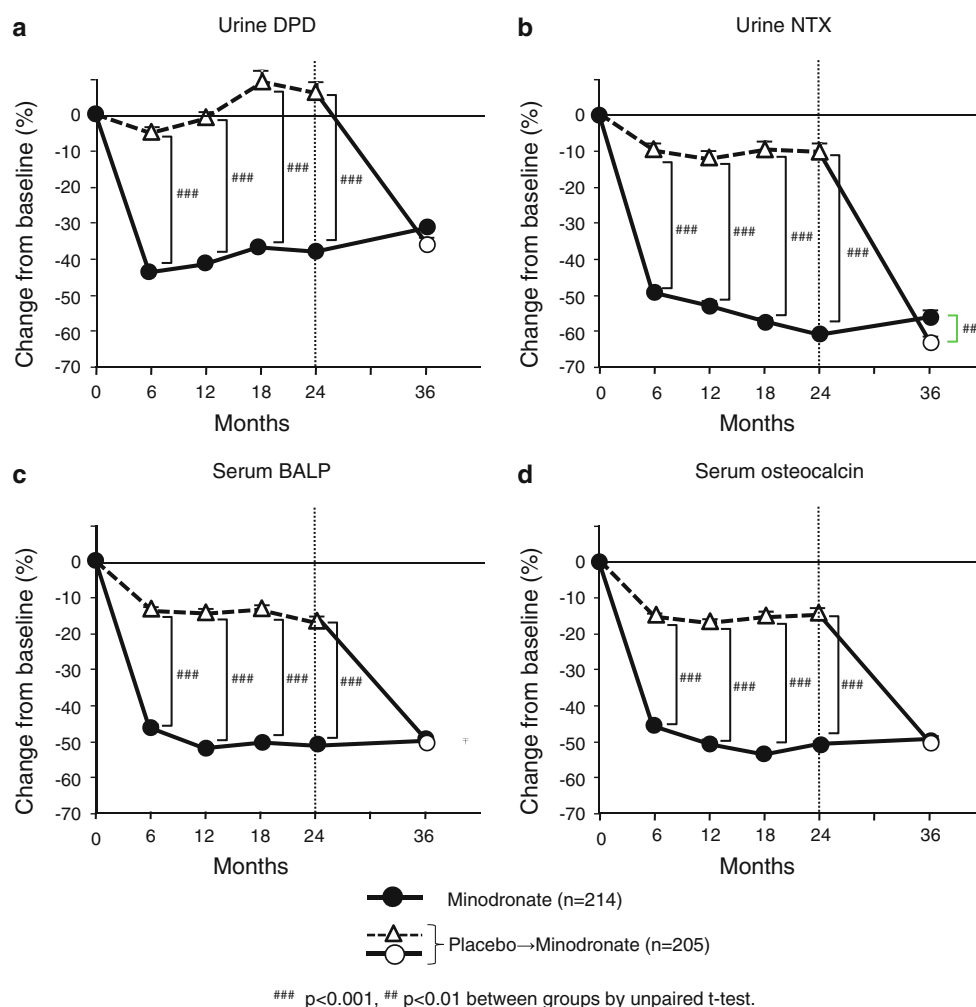 a
Urine DPD
Change from baseline (%)
0
-10
-20
-30
-40
-50
-60
-70
###
###
###
###
0 6 12 18 24 36
Months
b
Urine NTX
Change from baseline (%)
0
-10
-20
-30
-40
-50
-60
-70
###
###
###
###
##
0 6 12 18 24 36
Months
c
Serum BALP
Change from baseline (%)
0
-10
-20
-30
-40
-50
-60
-70
###
###
###
###
0 6 12 18 24 36
Months
d
Serum osteocalcin
Change from baseline (%)
0
-10
-20
-30
-40
-50
-60
-70
###
###
###
###
0 6 12 18 24 36
Months
Minodronate (n=214)
Placebo→Minodronate (n=205)
### p<0.001, ## p<0.01 between groups by unpaired t-test.